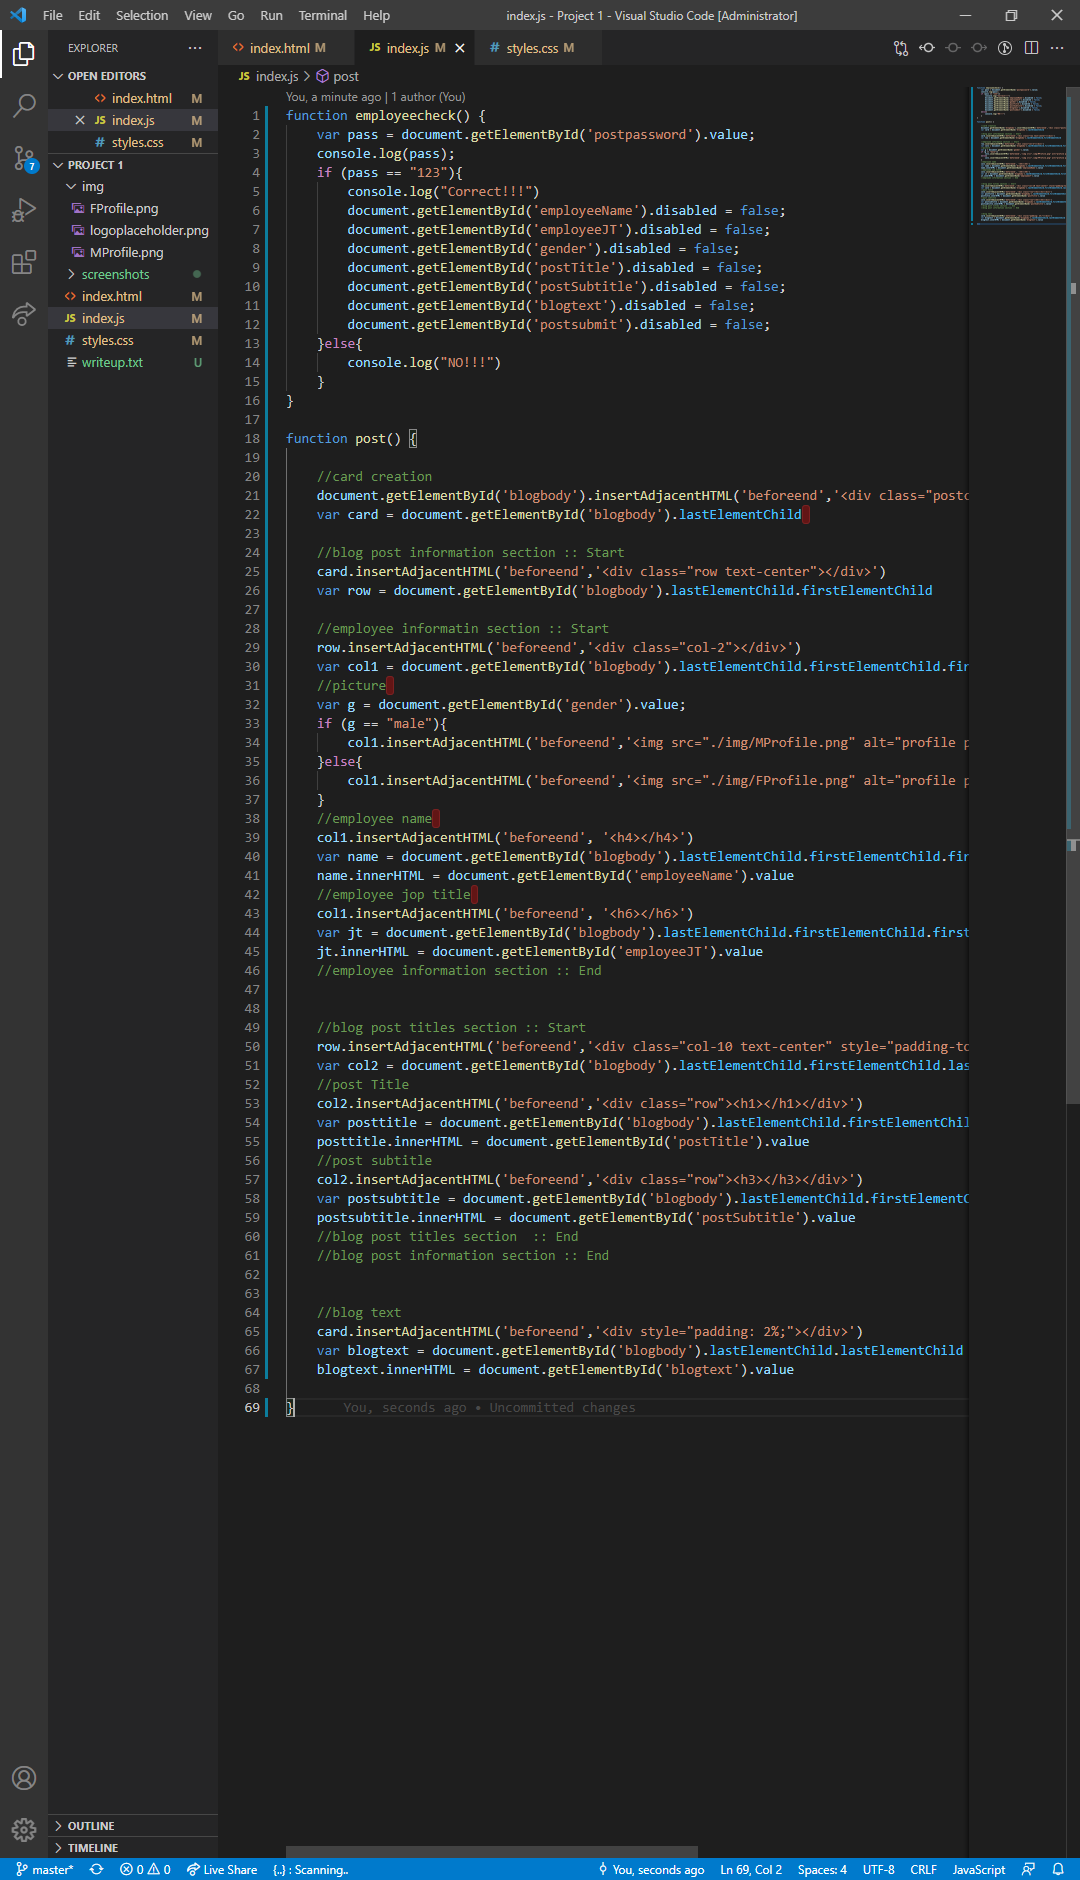 File Edit Selection View Go Run Terminal Help index.js - Project 1 - Visual Studio Code [Administrator]
EXPLORER
OPEN EDITORS
index.html M
index.js M
styles.css M
PROJECT 1
img
FProfile.png
logoplaceholder.png
MProfile.png
screenshots
index.html M
JS index.js M
# styles.css M
writeup.txt U
OUTLINE
TIMELINE
index.html M JS index.js M # styles.css M
JS index.js > post
You, a minute ago | 1 author (You)
1 function employeecheck() {
2 var pass = document.getElementById('postpassword').value;
3 console.log(pass);
4 if (pass == "123"){
5 console.log("Correct!!!")
6 document.getElementById('employeeName').disabled = false;
7 document.getElementById('employeeJT').disabled = false;
8 document.getElementById('gender').disabled = false;
9 document.getElementById('postTitle').disabled = false;
10 document.getElementById('postSubtitle').disabled = false;
11 document.getElementById('blogtext').disabled = false;
12 document.getElementById('postsubmit').disabled = false;
13 }else{
14 console.log("NO!!!")
15 }
16 }
17
18 function post() {
19
20 //card creation
21 document.getElementById('blogbody').insertAdjacentHTML('beforeend','<div class="postc
22 var card = document.getElementById('blogbody').lastElementChild
23
24 //blog post information section :: Start
25 card.insertAdjacentHTML('beforeend','<div class="row text-center"></div>')
26 var row = document.getElementById('blogbody').lastElementChild.firstElementChild
27
28 //employee informatin section :: Start
29 row.insertAdjacentHTML('beforeend','<div class="col-2"></div>')
30 var col1 = document.getElementById('blogbody').lastElementChild.firstElementChild.fir
31 //picture
32 var g = document.getElementById('gender').value;
33 if (g == "male"){
34 col1.insertAdjacentHTML('beforeend','<img src="./img/MProfile.png" alt="profile p
35 }else{
36 col1.insertAdjacentHTML('beforeend','<img src="./img/FProfile.png" alt="profile p
37 }
38 //employee name
39 col1.insertAdjacentHTML('beforeend', '<h4></h4>')
40 var name = document.getElementById('blogbody').lastElementChild.firstElementChild.fir
41 name.innerHTML = document.getElementById('employeeName').value
42 //employee jop title
43 col1.insertAdjacentHTML('beforeend', '<h6></h6>')
44 var jt = document.getElementById('blogbody').lastElementChild.firstElementChild.first
45 jt.innerHTML = document.getElementById('employeeJT').value
46 //employee information section :: End
47
48
49 //blog post titles section :: Start
50 row.insertAdjacentHTML('beforeend','<div class="col-10 text-center" style="padding-to
51 var col2 = document.getElementById('blogbody').lastElementChild.firstElementChild.las
52 //post Title
53 col2.insertAdjacentHTML('beforeend','<div class="row"><h1></h1></div>')
54 var posttitle = document.getElementById('blogbody').lastElementChild.firstElementChil
55 posttitle.innerHTML = document.getElementById('postTitle').value
56 //post subtitle
57 col2.insertAdjacentHTML('beforeend','<div class="row"><h3></h3></div>')
58 var postsubtitle = document.getElementById('blogbody').lastElementChild.firstElementC
59 postsubtitle.innerHTML = document.getElementById('postSubtitle').value
60 //blog post titles section :: End
61 //blog post information section :: End
62
63
64 //blog text
65 card.insertAdjacentHTML('beforeend','<div style="padding: 2%;"></div>')
66 var blogtext = document.getElementById('blogbody').lastElementChild.lastElementChild
67 blogtext.innerHTML = document.getElementById('blogtext').value
68
69 } You, seconds ago • Uncommitted changes
master* 0 0 Live Share {..} : Scanning.. You, seconds ago Ln 69, Col 2 Spaces: 4 UTF-8 CRLF JavaScript